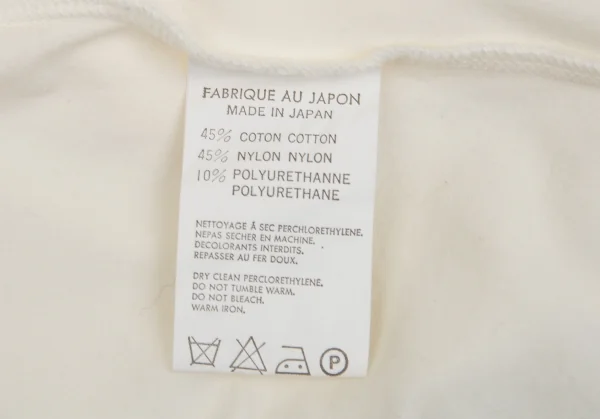 FABRIQUE AU JAPON
MADE IN JAPAN
45% COTON COTTON
45% NYLON NYLON
10% POLYURETHANNE
POLYURETHANE
NETTOYAGE À SEC PERCHLORETHYLENE.
NEPAS SECHER EN MACHINE.
DECOLORANTS INTERDITS.
REPASSER AU FER DOUX.
DRY CLEAN PERCLORETHYLENE.
DO NOT TUMBLE WARM.
DO NOT BLEACH.
WARM IRON.
P